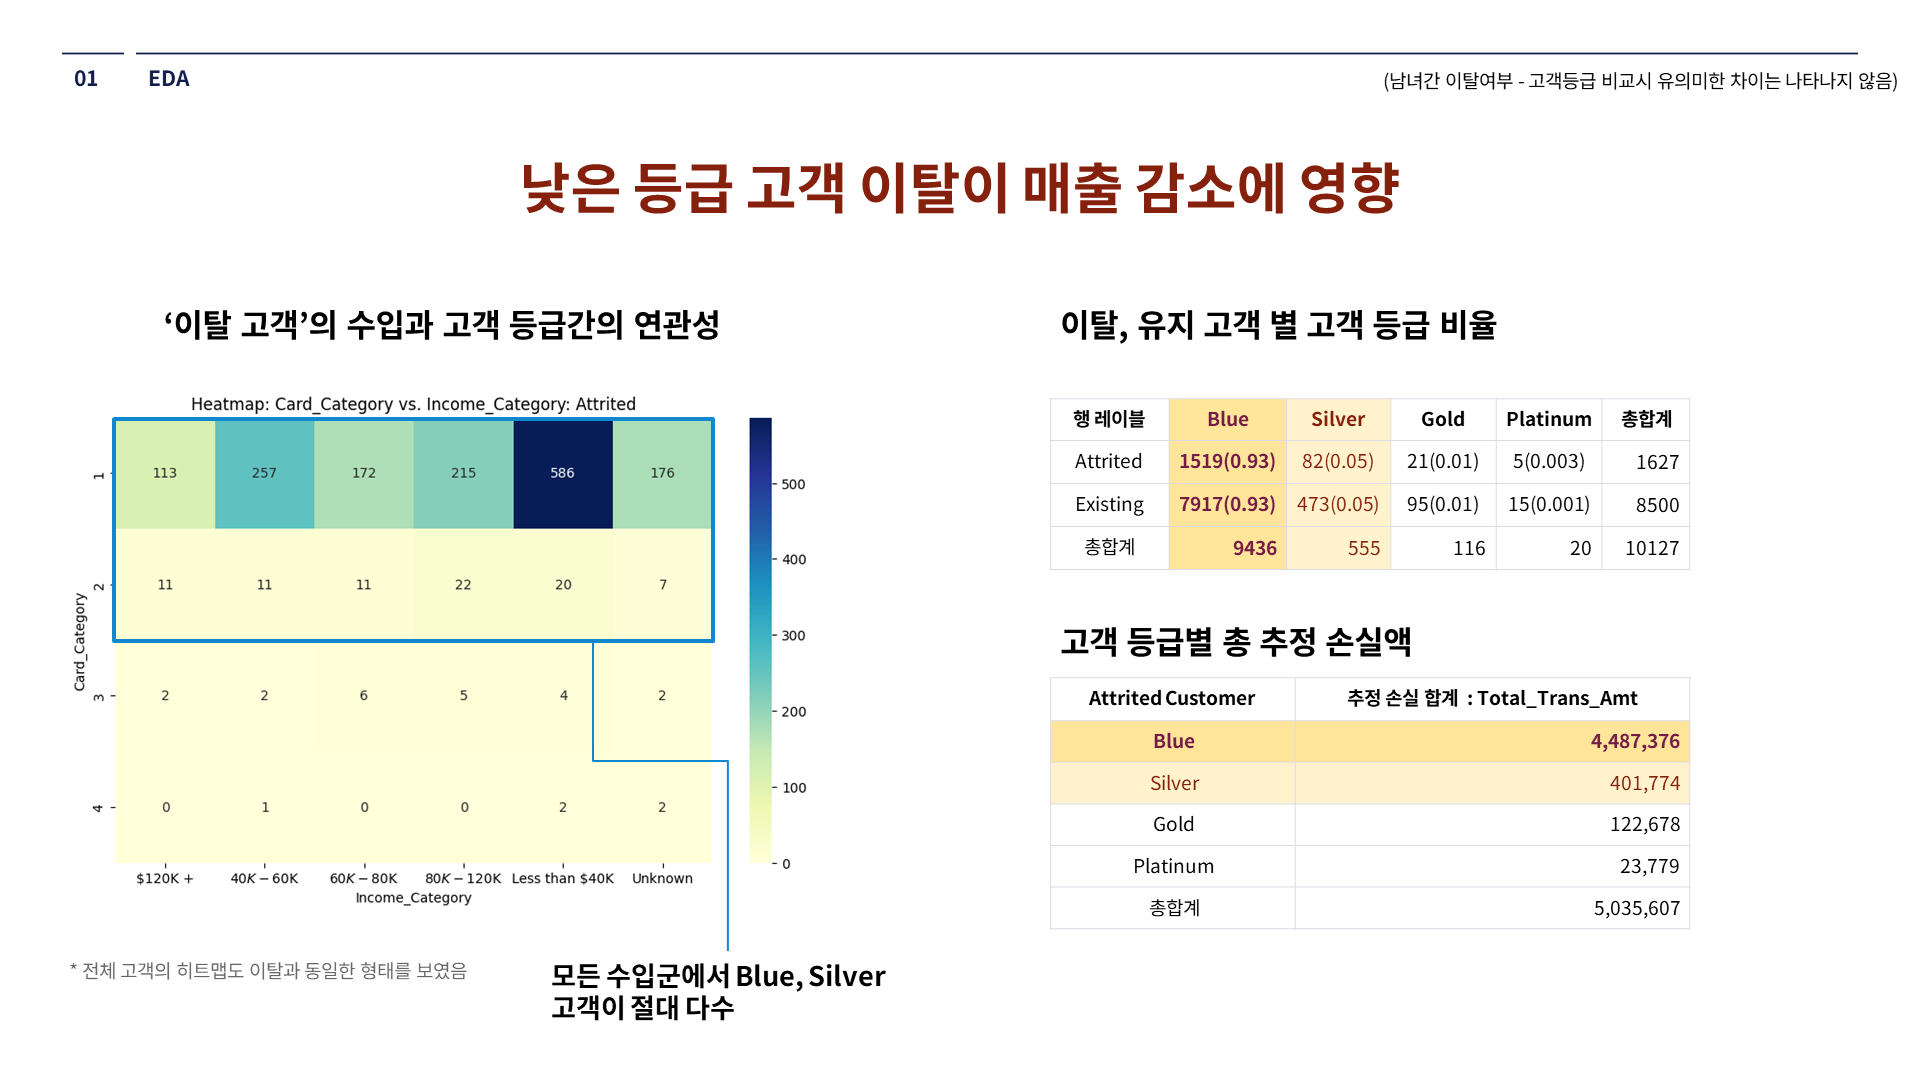 01
EDA
(남녀간 이탈여부 - 고객등급 비교시 유의미한 차이는 나타나지 않음)
낮은 등급 고객 이탈이 매출 감소에 영향
‘이탈 고객’의 수입과 고객 등급간의 연관성
Heatmap: Card_Category vs. Income_Category: Attrited
Card_Category
1 113 257 172 215 586 176
2 11 11 11 22 20 7
3 2 2 6 5 4 2
4 0 1 0 0 2 2
$120K + 40K − 60K 60K − 80K 80K − 120K Less than $40K Unknown
Income_Category
500
400
300
200
100
0
* 전체 고객의 히트맵도 이탈과 동일한 형태를 보였음
모든 수입군에서 Blue, Silver
고객이 절대 다수
이탈, 유지 고객 별 고객 등급 비율
행 레이블 Blue Silver Gold Platinum 총합계
Attrited 1519(0.93) 82(0.05) 21(0.01) 5(0.003) 1627
Existing 7917(0.93) 473(0.05) 95(0.01) 15(0.001) 8500
총합계 9436 555 116 20 10127
고객 등급별 총 추정 손실액
Attrited Customer 추정 손실 합계 : Total_Trans_Amt
Blue 4,487,376
Silver 401,774
Gold 122,678
Platinum 23,779
총합계 5,035,607